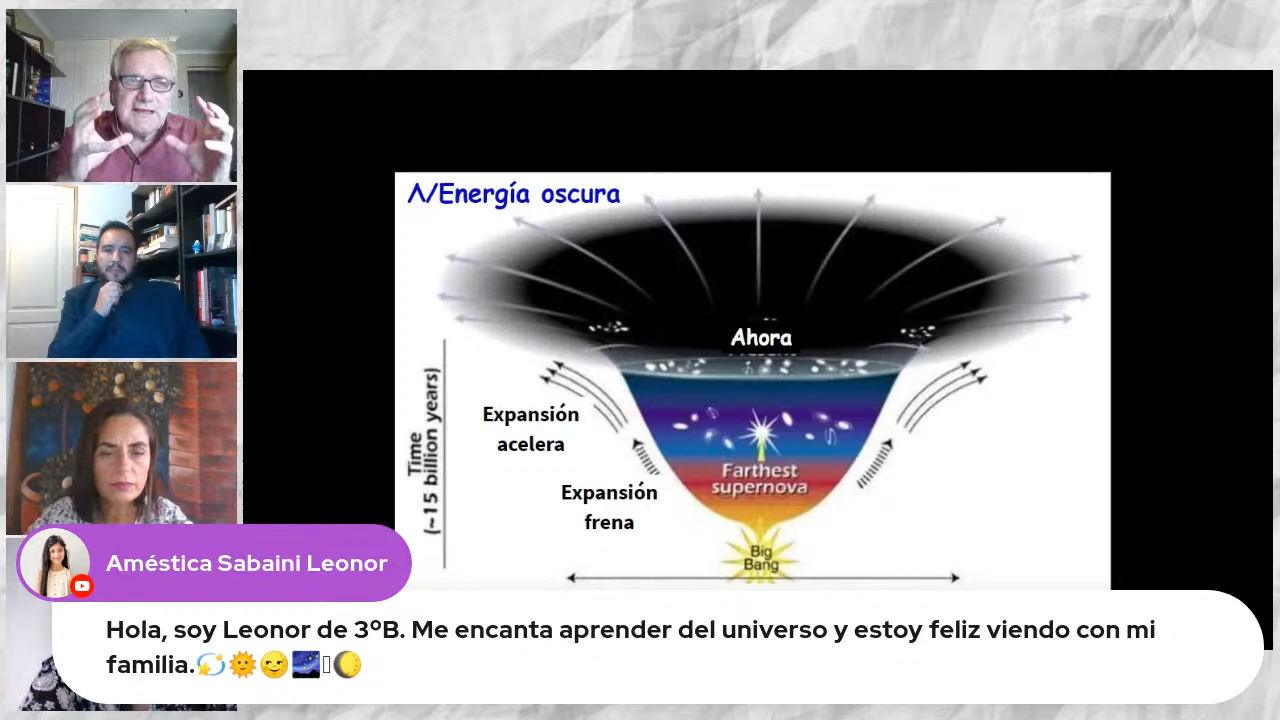 Λ/Energía oscura
Ahora
Time
(~15 billion years)
Expansión
acelera
Farthest
supernova
Expansión
frena
Big
Bang
Améstica Sabaini Leonor
Hola, soy Leonor de 3ºB. Me encanta aprender del universo y estoy feliz viendo con mi
familia.💫🌞🌝🌌🌔